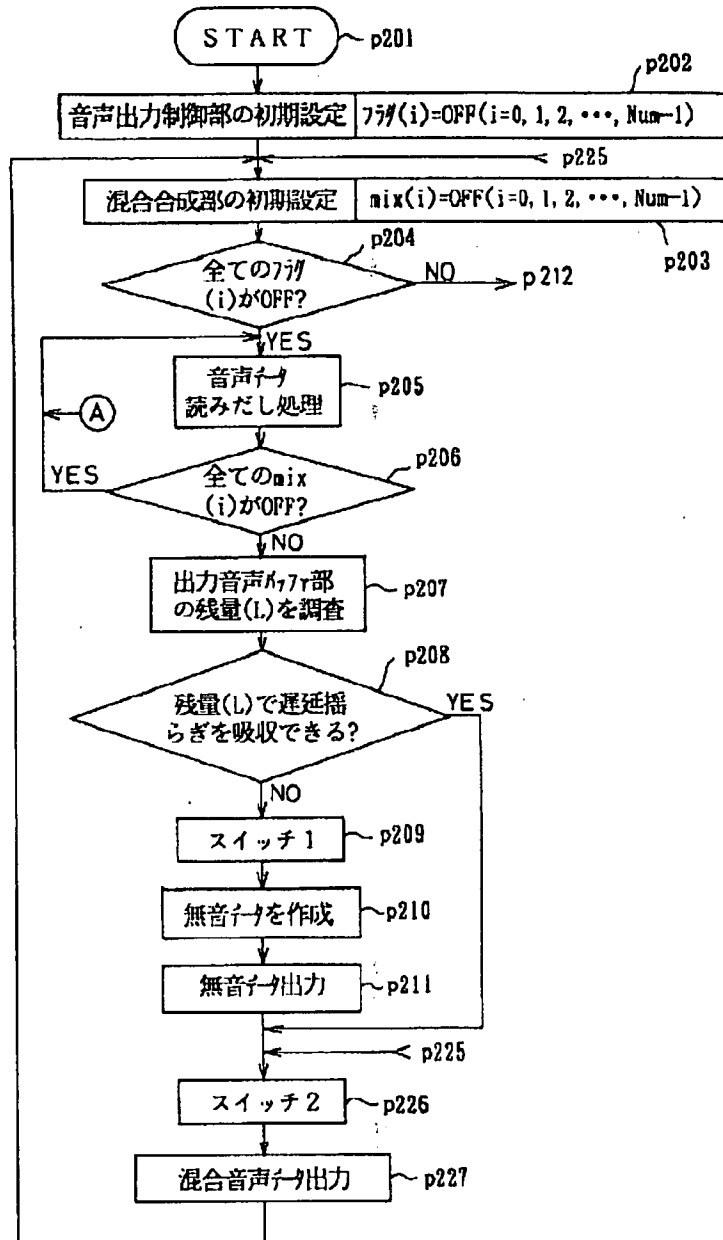 START
p201
p202
音声出力制御部の初期設定
フラグ(i)=OFF(i=0, 1, 2, •••, Num-1)
p225
混合合成部の初期設定
mix(i)=OFF(i=0, 1, 2, •••, Num-1)
p204
p203
全てのフラグ
(i)がOFF?
NO
p212
YES
音声データ
読みだし処理
p205
A
p206
YES
全てのmix
(i)がOFF?
NO
出力音声バッファ部
の残量(L)を調査
p207
p208
残量(L)で遅延揺
らぎを吸収できる?
YES
NO
スイッチ1
p209
無音データを作成
p210
無音データ出力
p211
p225
スイッチ2
p226
混合音声データ出力
p227